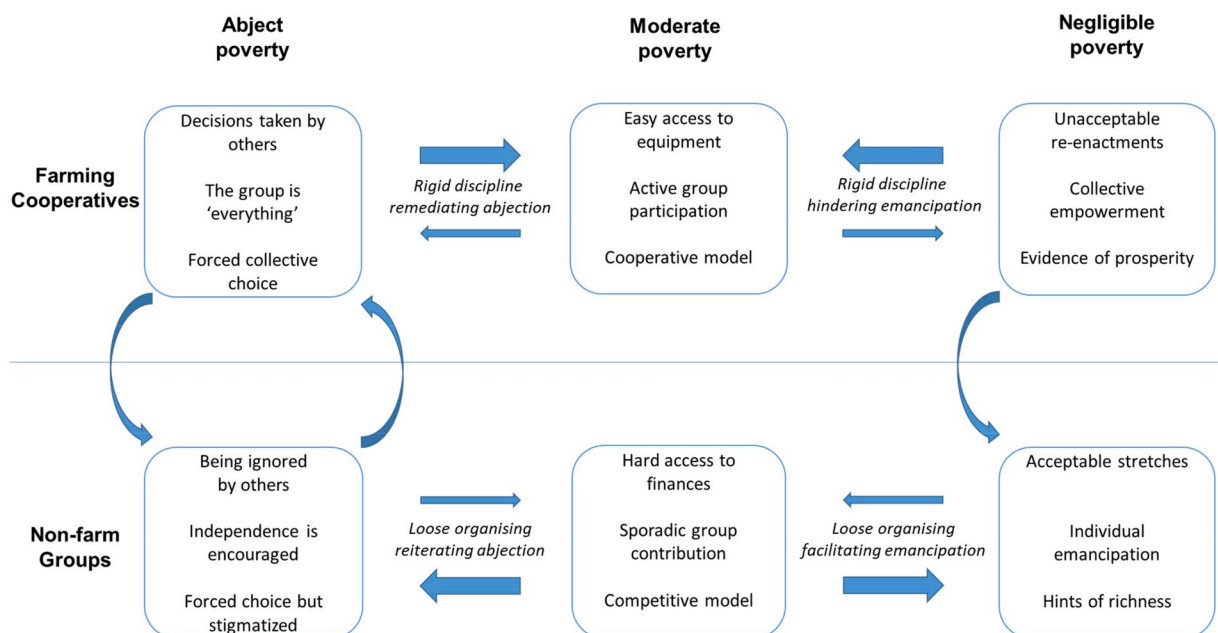 Abject
poverty
Moderate
poverty
Negligible
poverty
Farming
Cooperatives
Decisions taken by
others
The group is
‘everything’
Forced collective
choice
Rigid discipline
remediating abjection
Easy access to
equipment
Active group
participation
Cooperative model
Rigid discipline
hindering emancipation
Unacceptable
re-enactments
Collective
empowerment
Evidence of prosperity
Non-farm
Groups
Being ignored
by others
Independence is
encouraged
Forced choice but
stigmatized
Loose organising
reiterating abjection
Hard access to
finances
Sporadic group
contribution
Competitive model
Loose organising
facilitating emancipation
Acceptable stretches
Individual
emancipation
Hints of richness